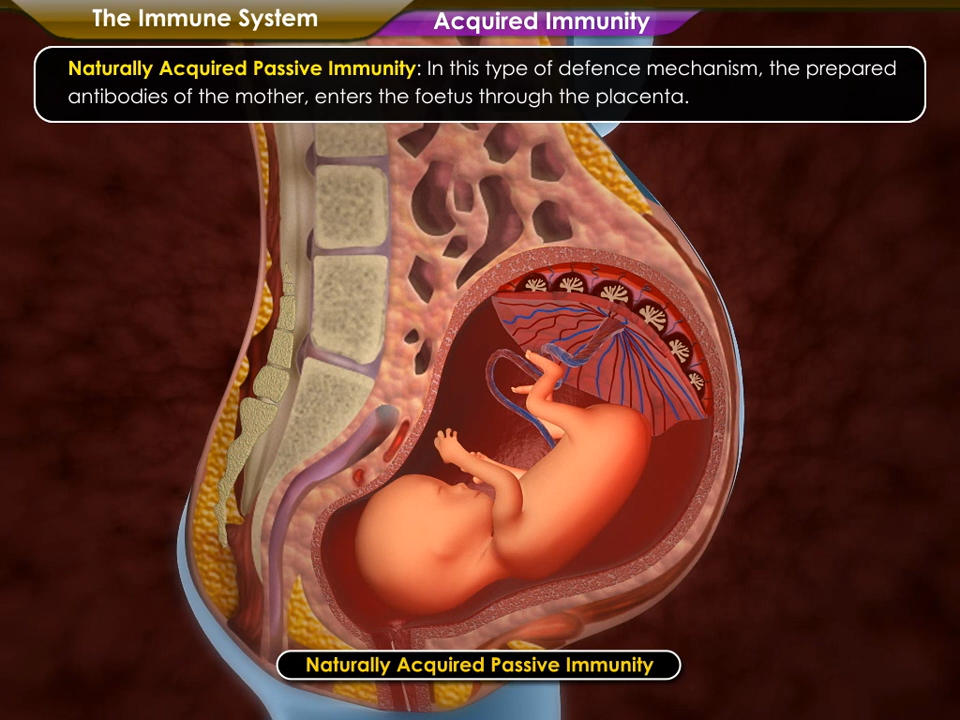 The Immune System
Acquired Immunity
Naturally Acquired Passive Immunity: In this type of defence mechanism, the prepared
antibodies of the mother, enters the foetus through the placenta.
Naturally Acquired Passive Immunity